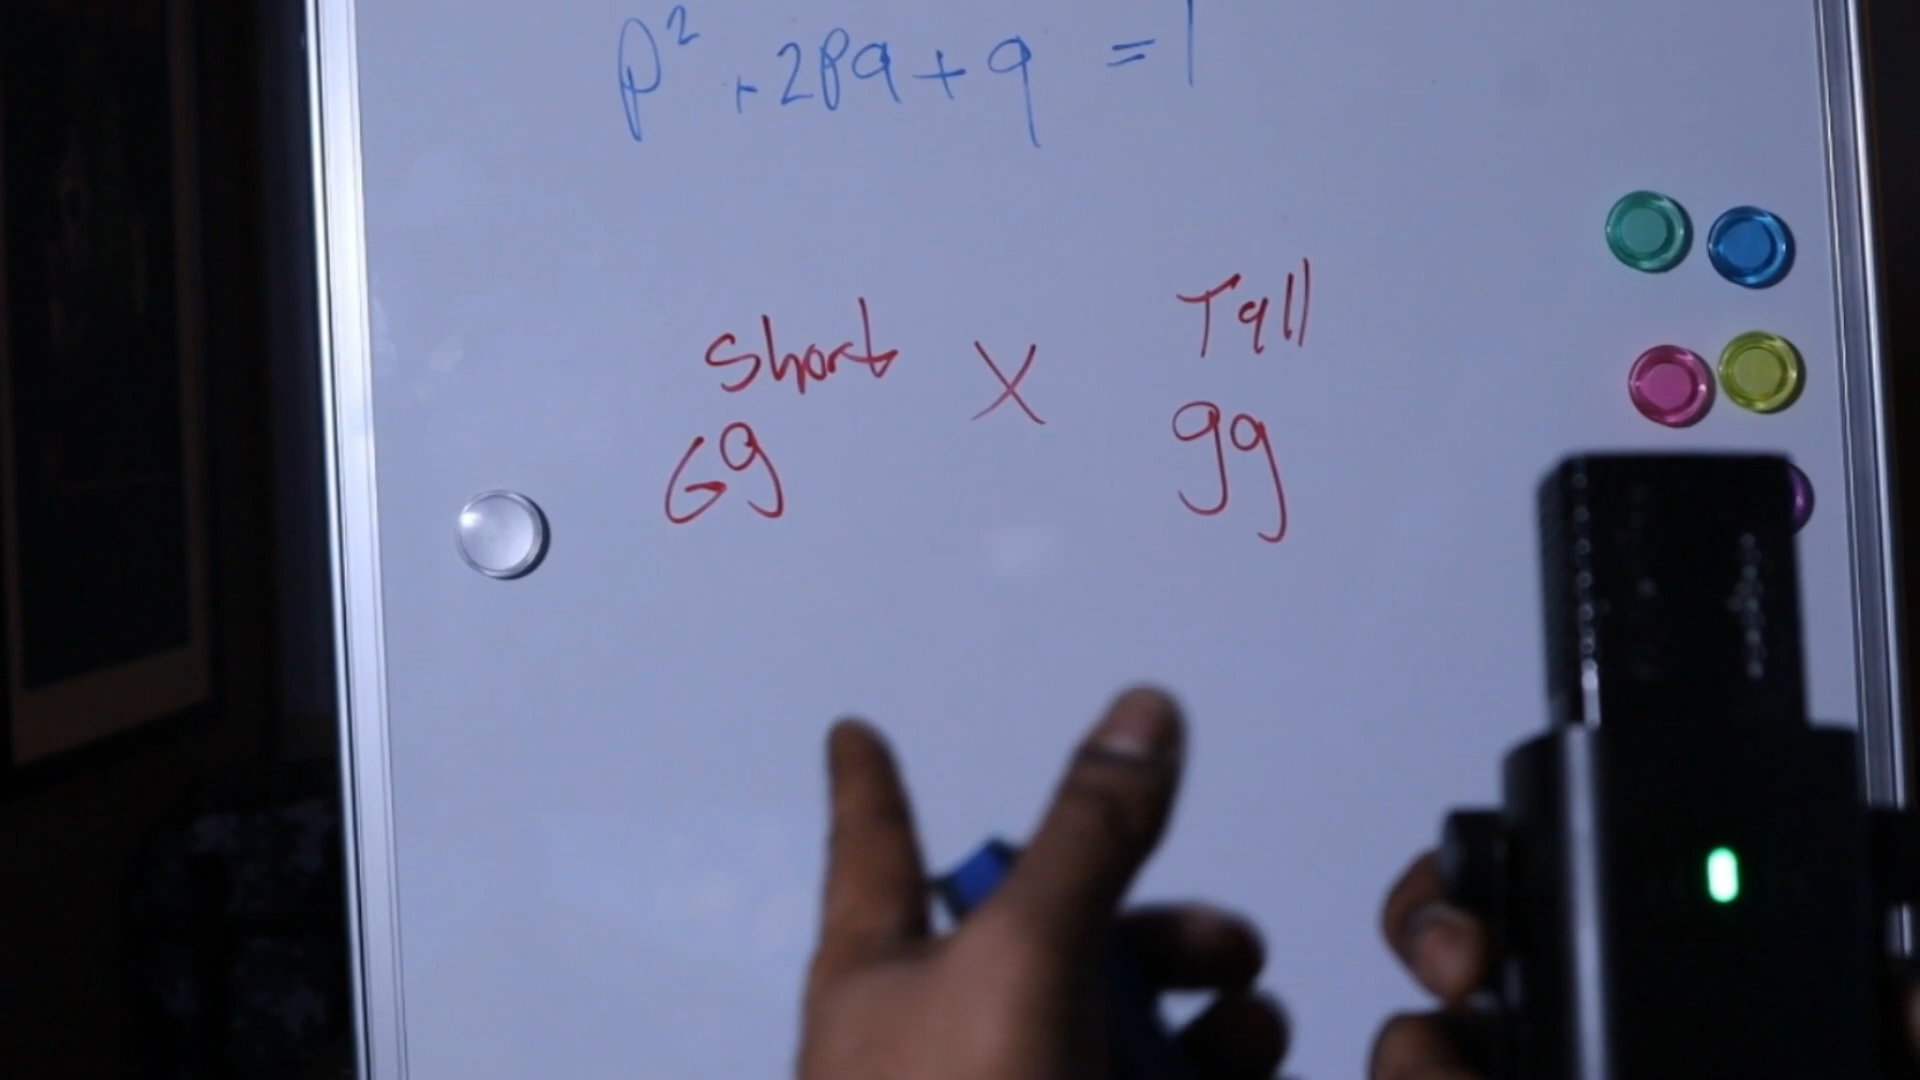 p² + 2pq + q = 1
Short X Tall
Gg gg